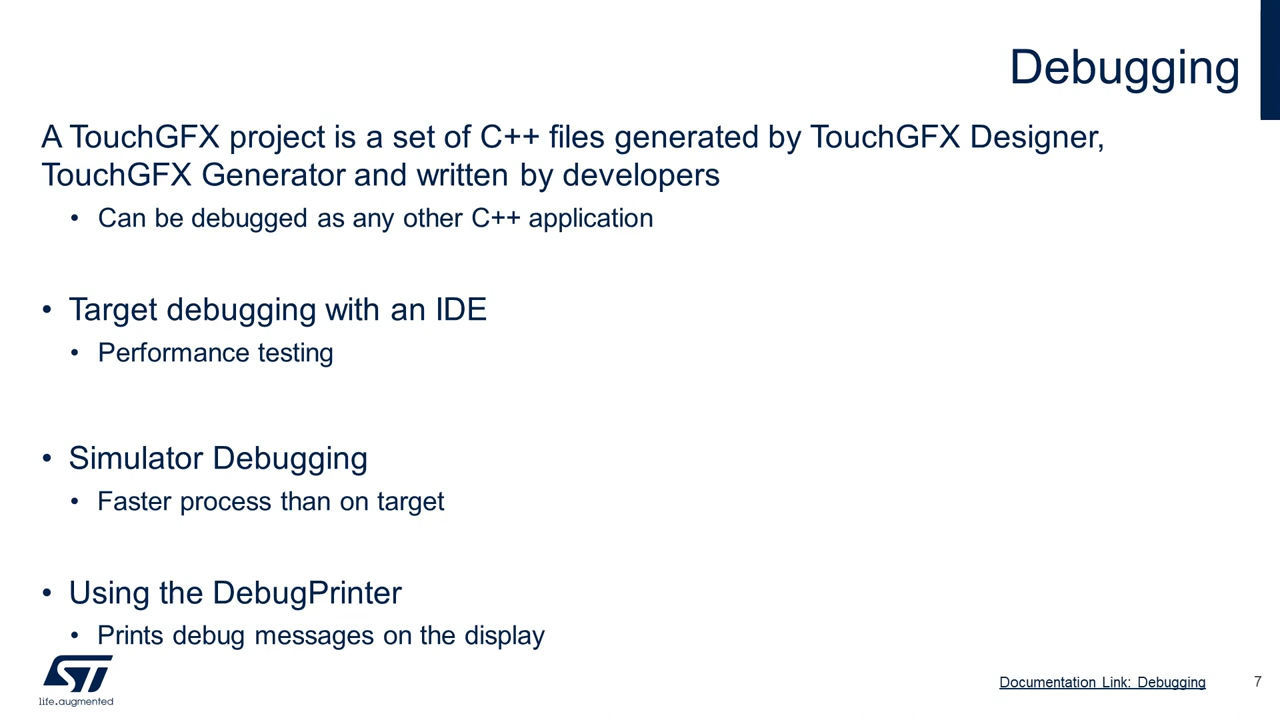 Debugging
A TouchGFX project is a set of C++ files generated by TouchGFX Designer,
TouchGFX Generator and written by developers
• Can be debugged as any other C++ application
• Target debugging with an IDE
• Performance testing
• Simulator Debugging
• Faster process than on target
• Using the DebugPrinter
• Prints debug messages on the display
ST
life.augmented
Documentation Link: Debugging
7